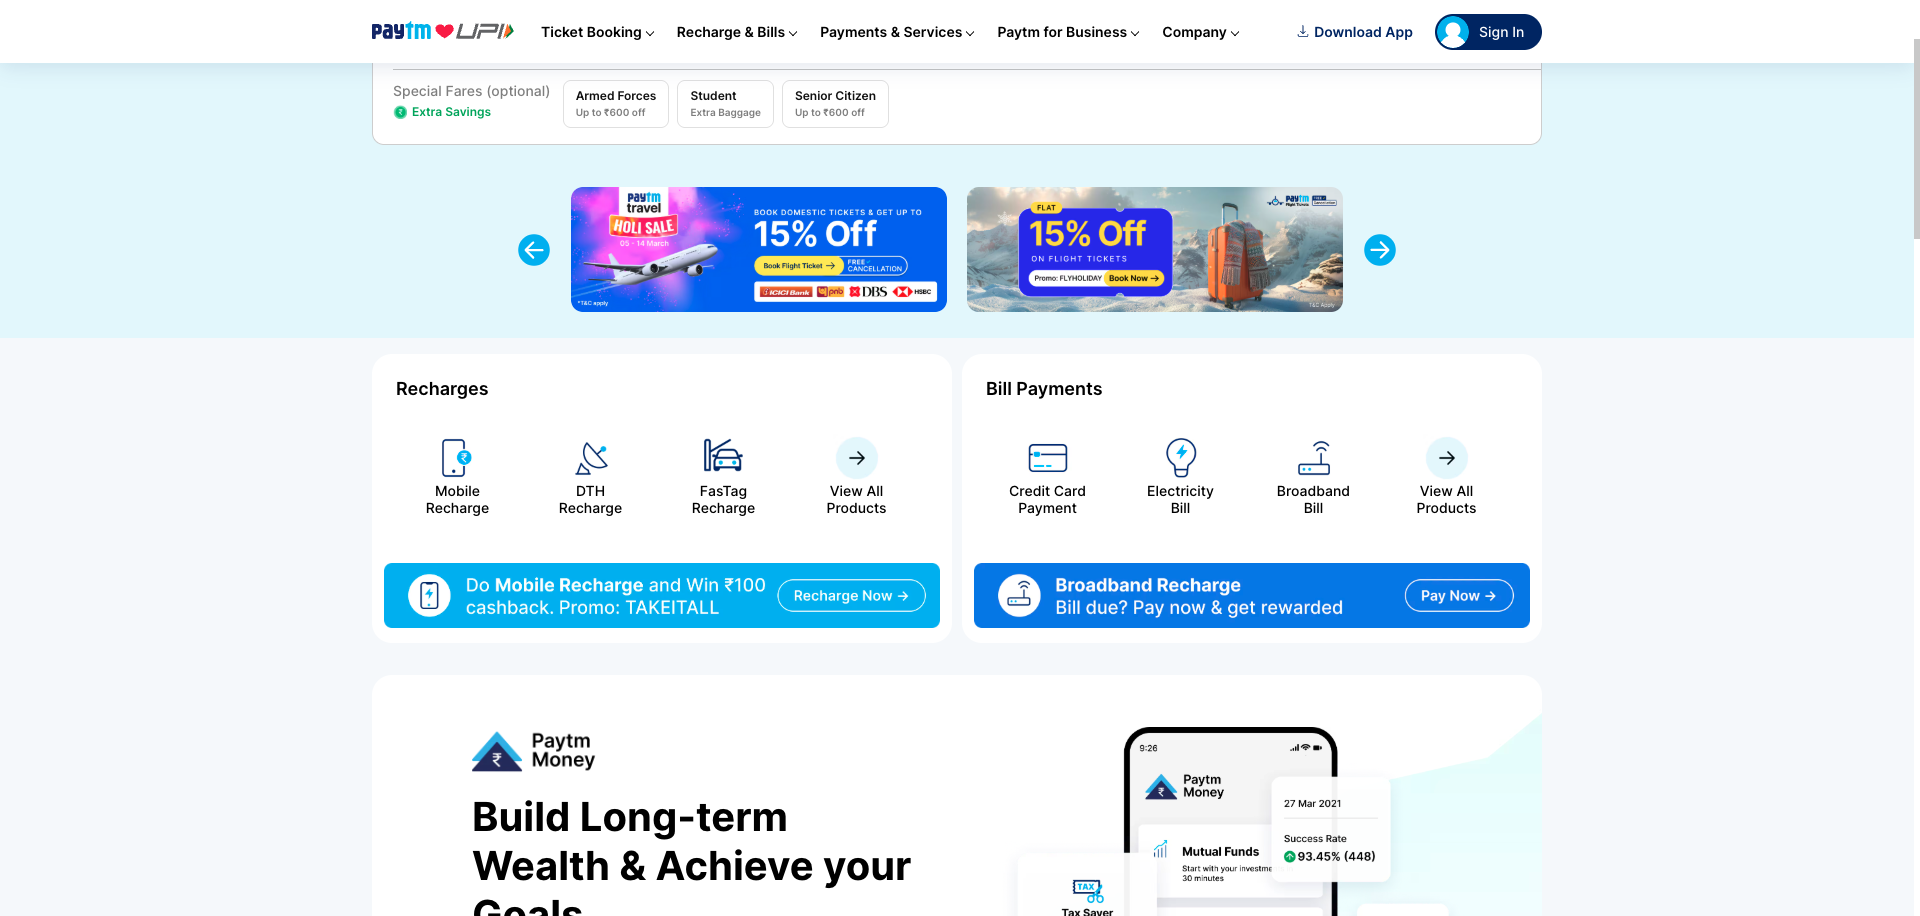 paytm UPI Ticket Booking Recharge & Bills Payments & Services Paytm for Business Company Download App Sign In
Special Fares (optional)
Extra Savings
Armed Forces
Up to ₹600 off
Student
Extra Baggage
Senior Citizen
Up to ₹600 off
paytm
travel
HOLI SALE
05 - 14 March
*T&C apply
BOOK DOMESTIC TICKETS & GET UP TO
15% Off
Book Flight Ticket →
FREE
CANCELLATION
ICICI Bank pnb DBS HSBC
FLAT
15% Off
ON FLIGHT TICKETS
Promo: FLYHOLIDAY Book Now →
paytm
T&C Apply
Recharges
Mobile
Recharge
DTH
Recharge
FasTag
Recharge
View All
Products
Do Mobile Recharge and Win ₹100
cashback. Promo: TAKEITALL
Recharge Now →
Bill Payments
Credit Card
Payment
Electricity
Bill
Broadband
Bill
View All
Products
Broadband Recharge
Bill due? Pay now & get rewarded
Pay Now →
Paytm
Money
Build Long-term
Wealth & Achieve your
Goals
9:26
Paytm
Money
27 Mar 2021
Success Rate
93.45% (448)
Mutual Funds
Start with your investme
30 minutes
TAX
Tax Saver